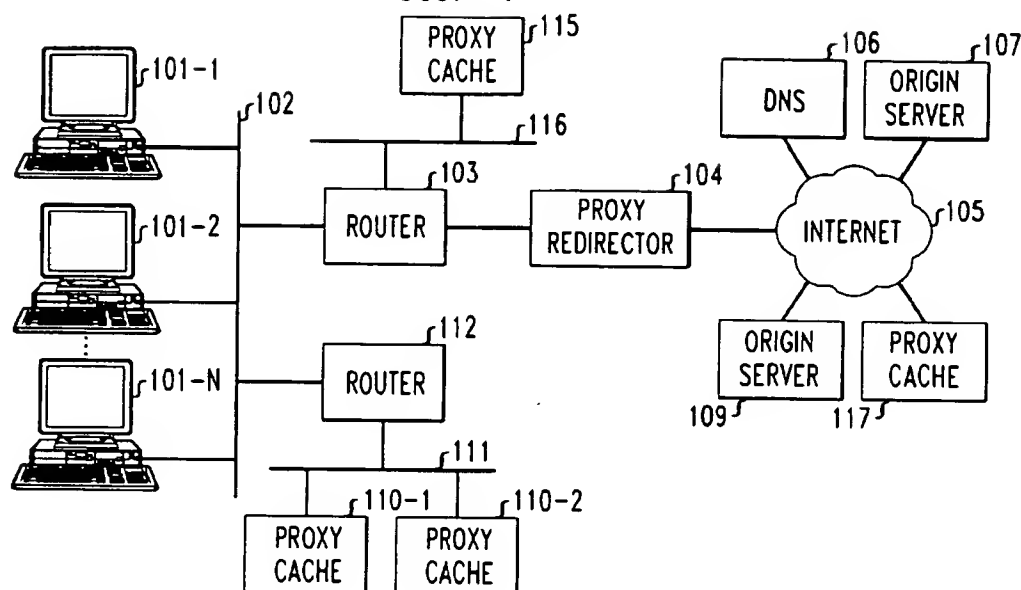 PROXY
CACHE
115
106
107
101-1
102
DNS
ORIGIN
SERVER
116
103
104
101-2
ROUTER
PROXY
REDIRECTOR
INTERNET
105
112
101-N
ROUTER
ORIGIN
SERVER
PROXY
CACHE
109
117
111
110-1
110-2
PROXY
CACHE
PROXY
CACHE